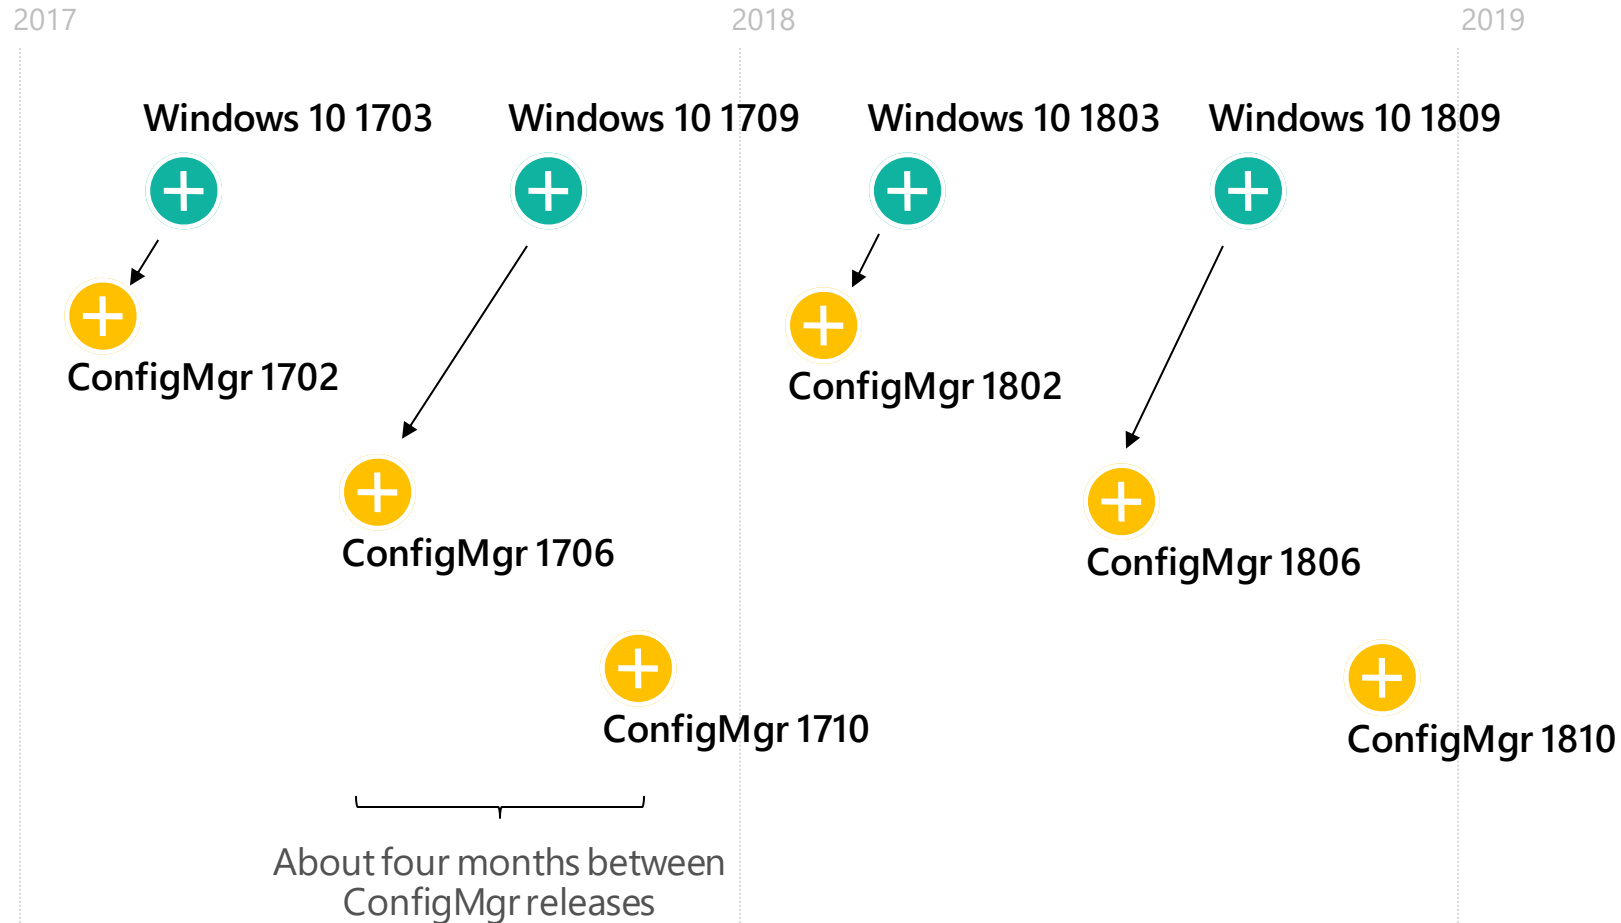 2017
2018
2019
Windows 10 1703
Windows 10 1709
Windows 10 1803
Windows 10 1809
ConfigMgr 1702
ConfigMgr 1802
ConfigMgr 1706
ConfigMgr 1806
ConfigMgr 1710
ConfigMgr 1810
About four months between
ConfigMgr releases